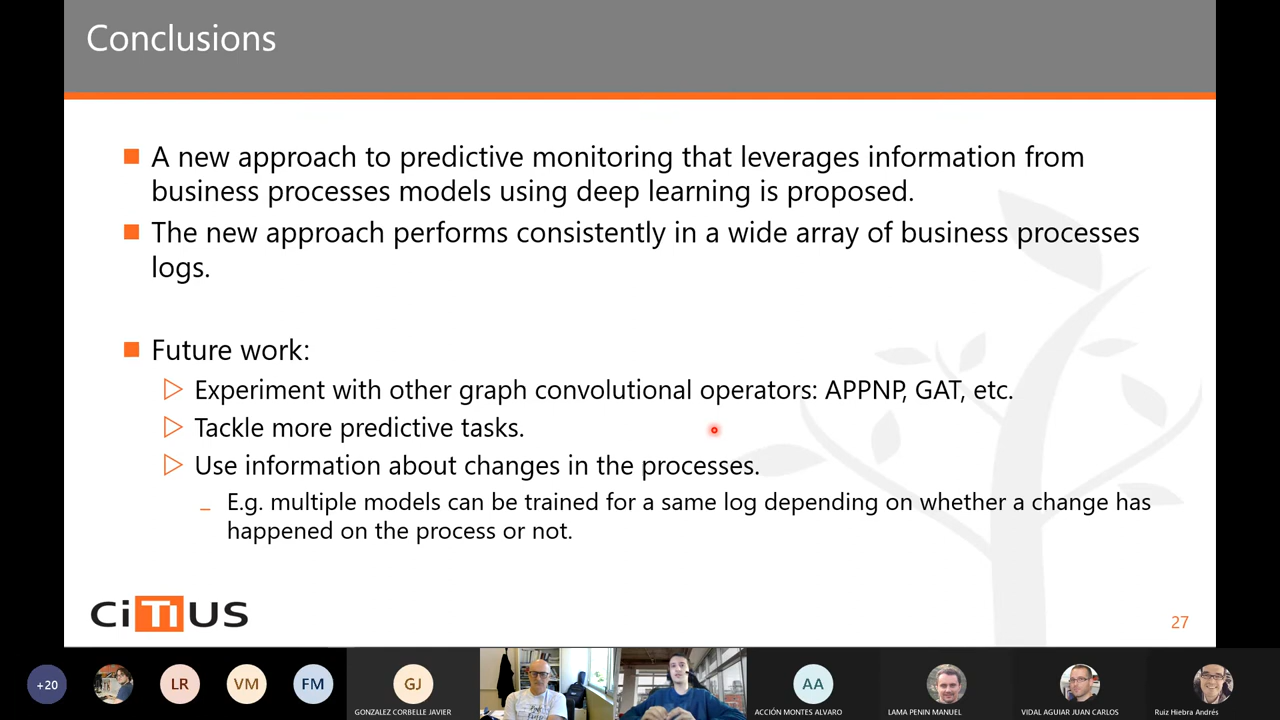 Conclusions
A new approach to predictive monitoring that leverages information from
business processes models using deep learning is proposed.
The new approach performs consistently in a wide array of business processes
logs.
Future work:
Experiment with other graph convolutional operators: APPNP, GAT, etc.
Tackle more predictive tasks.
Use information about changes in the processes.
E.g. multiple models can be trained for a same log depending on whether a change has
happened on the process or not.
CiTIUS
27
+20
LR
VM
FM
GJ
GONZALEZ CORBELLE JAVIER
AA
ACCIÓN MONTES ALVARO
LAMA PENIN MANUEL
VIDAL AGUIAR JUAN CARLOS
Ruiz Hiebra Andrés